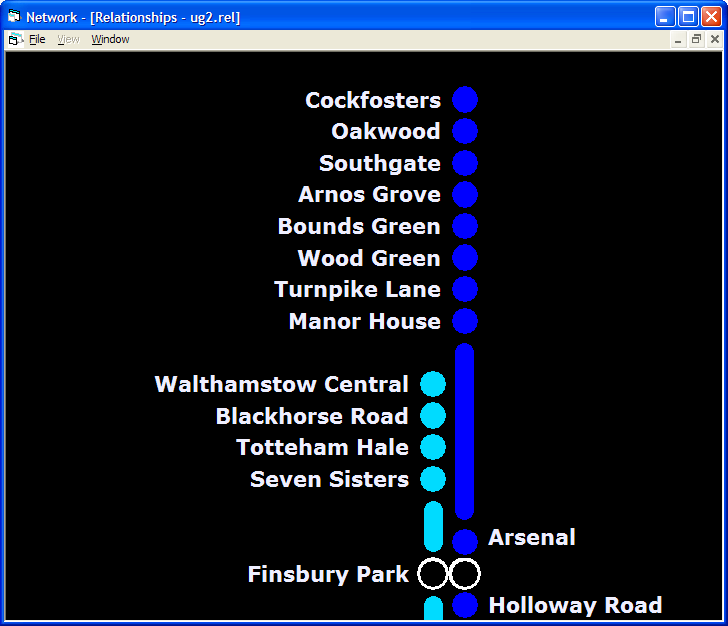 Network - [Relationships - ug2.rel]
File View Window
Cockfosters
Oakwood
Southgate
Arnos Grove
Bounds Green
Wood Green
Turnpike Lane
Manor House
Walthamstow Central
Blackhorse Road
Totteham Hale
Seven Sisters
Arsenal
Finsbury Park
Holloway Road